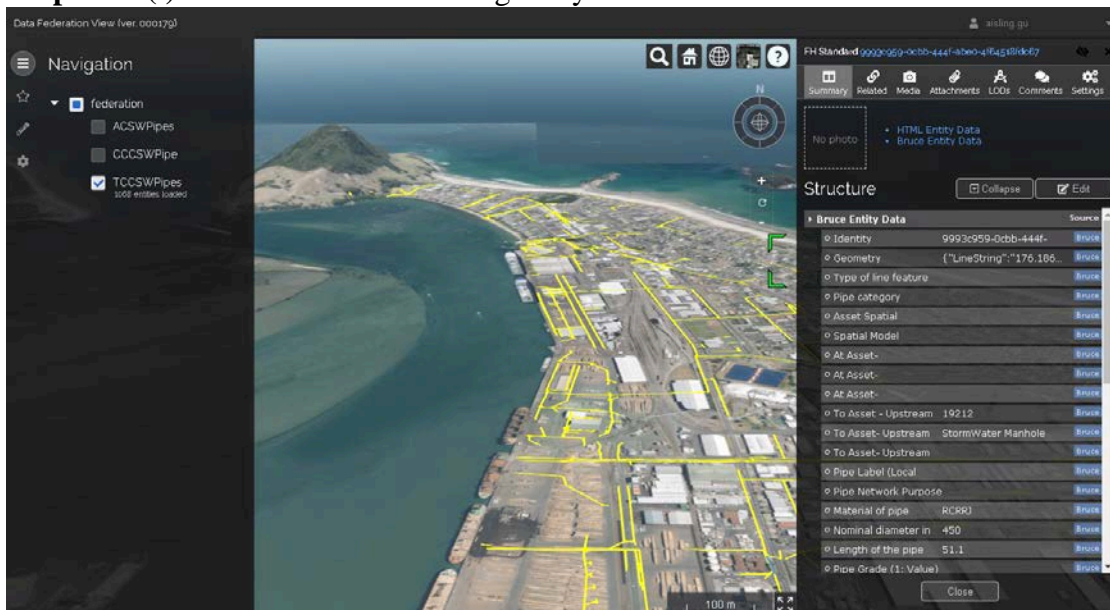 Data Federation View (ver. 000179)
aisling.gu
Navigation
federation
ACSWPipes
CCCSWPipe
TCCSWPipes
1068 entities loaded
N
100 m
FH Standard 9993c959-0cbb-444f-abe0-4f64518fdc67
Summary Related Media Attachments LODs Comments Settings
No photo
HTML Entity Data
Bruce Entity Data
Structure
Collapse Edit
Bruce Entity Data Source
Identity 9993c959-0cbb-444f- Bruce
Geometry {"LineString":"176.186... Bruce
Type of line feature Bruce
Pipe category Bruce
Asset Spatial Bruce
Spatial Model Bruce
At Asset- Bruce
At Asset- Bruce
At Asset- Bruce
To Asset - Upstream 19212 Bruce
To Asset- Upstream StormWater Manhole Bruce
To Asset- Upstream Bruce
Pipe Label (Local Bruce
Pipe Network Purpose Bruce
Material of pipe RCRRJ Bruce
Nominal diameter in 450 Bruce
Length of the pipe 51.1 Bruce
Pipe Grade (1: Value) Bruce
Close